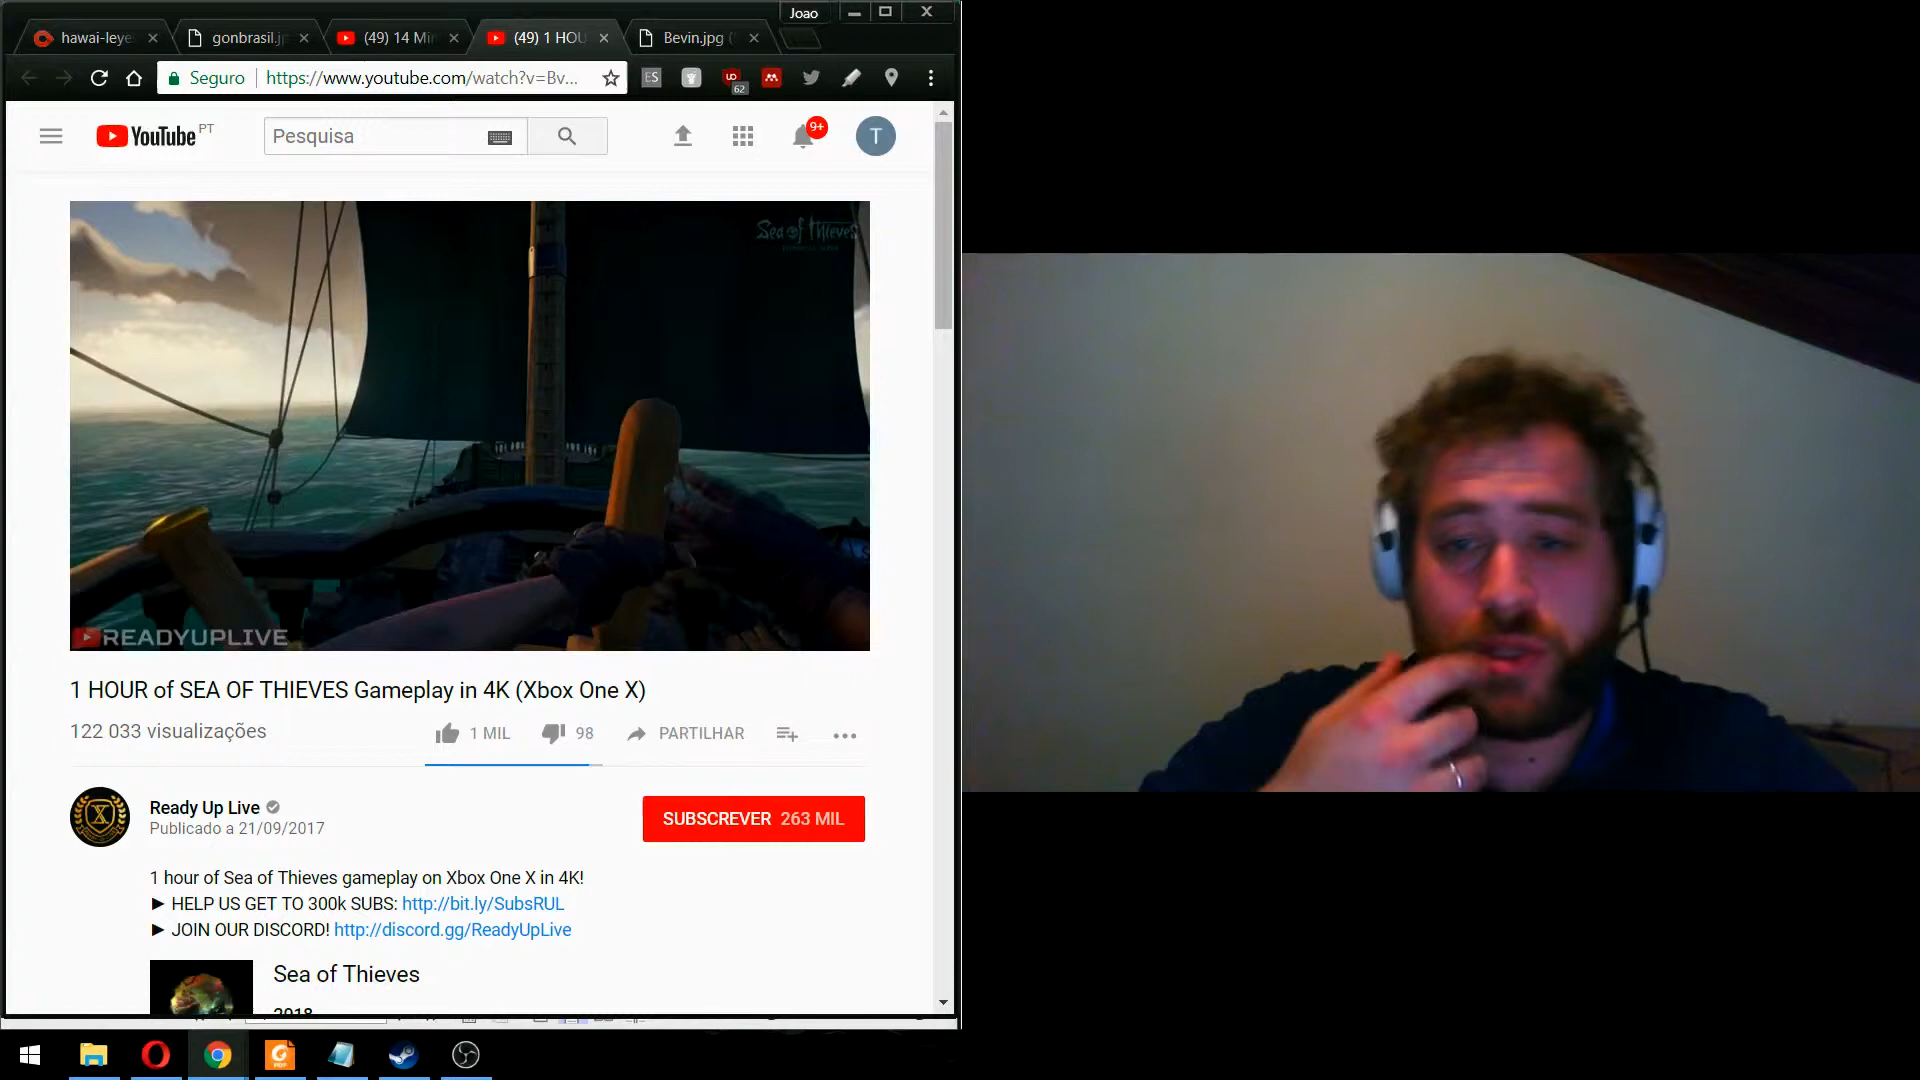 Joao
hawai-leye
gonbrasil.j
(49) 14 Mi
(49) 1 HOU
Bevin.jpg (
Seguro
https://www.youtube.com/watch?v=Bv...
ES
62
YouTube PT
Pesquisa
9+
T
Sea of Thieves
READYUPLIVE
1 HOUR of SEA OF THIEVES Gameplay in 4K (Xbox One X)
122 033 visualizações
1 MIL
98
PARTILHAR
Ready Up Live
Publicado a 21/09/2017
SUBSCREVER 263 MIL
1 hour of Sea of Thieves gameplay on Xbox One X in 4K!
► HELP US GET TO 300k SUBS: http://bit.ly/SubsRUL
► JOIN OUR DISCORD! http://discord.gg/ReadyUpLive
Sea of Thieves
2018